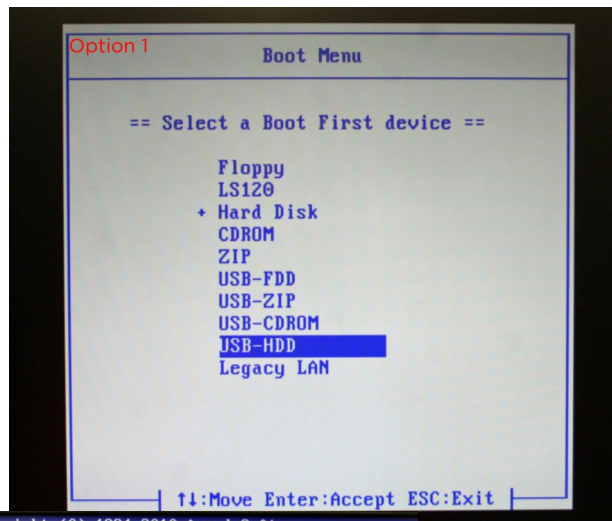 Option 1
Boot Menu
== Select a Boot First device ==
Floppy
LS120
+ Hard Disk
CDROM
ZIP
USB-FDD
USB-ZIP
USB-CDROM
USB-HDD
Legacy LAN
↑↓:Move Enter:Accept ESC:Exit